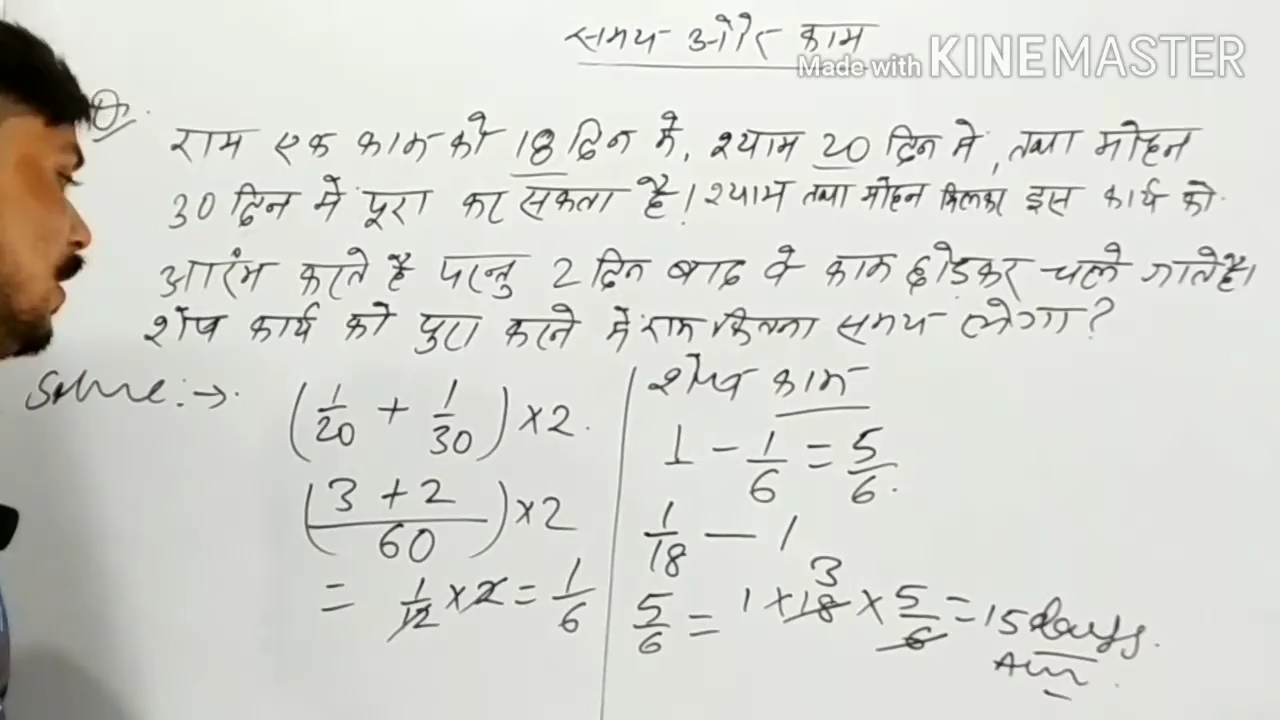 समय और काम
Made with KINEMASTER
Q.
राम एक काम को 18 दिन में, श्याम 20 दिन मे, तथा मोहन
30 दिन में पूरा कर सकता है। श्याम तथा मोहन मिलकर इस कार्य को
आरंभ करते है परन्तु 2 दिन बाद वे काम छोडकर चले जाते है।
शेष कार्य को पुरा करने में राम कितना समय लेगा?
Solve :→
(1/20 + 1/30) × 2.
(3 + 2 / 60) × 2
= 1/12 × 2 = 1/6
शेष काम
1 - 1/6 = 5/6.
1/18 — 1
5/6 = 1 × 18 3 × 5/6 = 15 days.
Ans